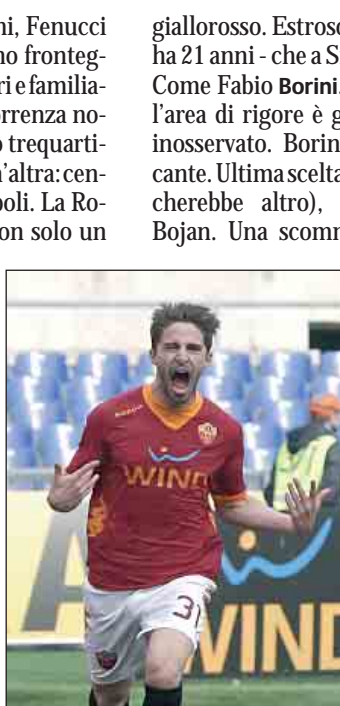 ni, Fenucci
no fronteg-
ri e familia-
orrenza no-
o trequarti-
n'altra: cen-
poli. La Ro-
on solo un
giallorosso. Estroso
ha 21 anni - che a S
Come Fabio Borini.
l'area di rigore è g
inosservato. Borin
cante. Ultima scelta
cherebbe altro),
Bojan. Una scomm
WIND
31
WIND